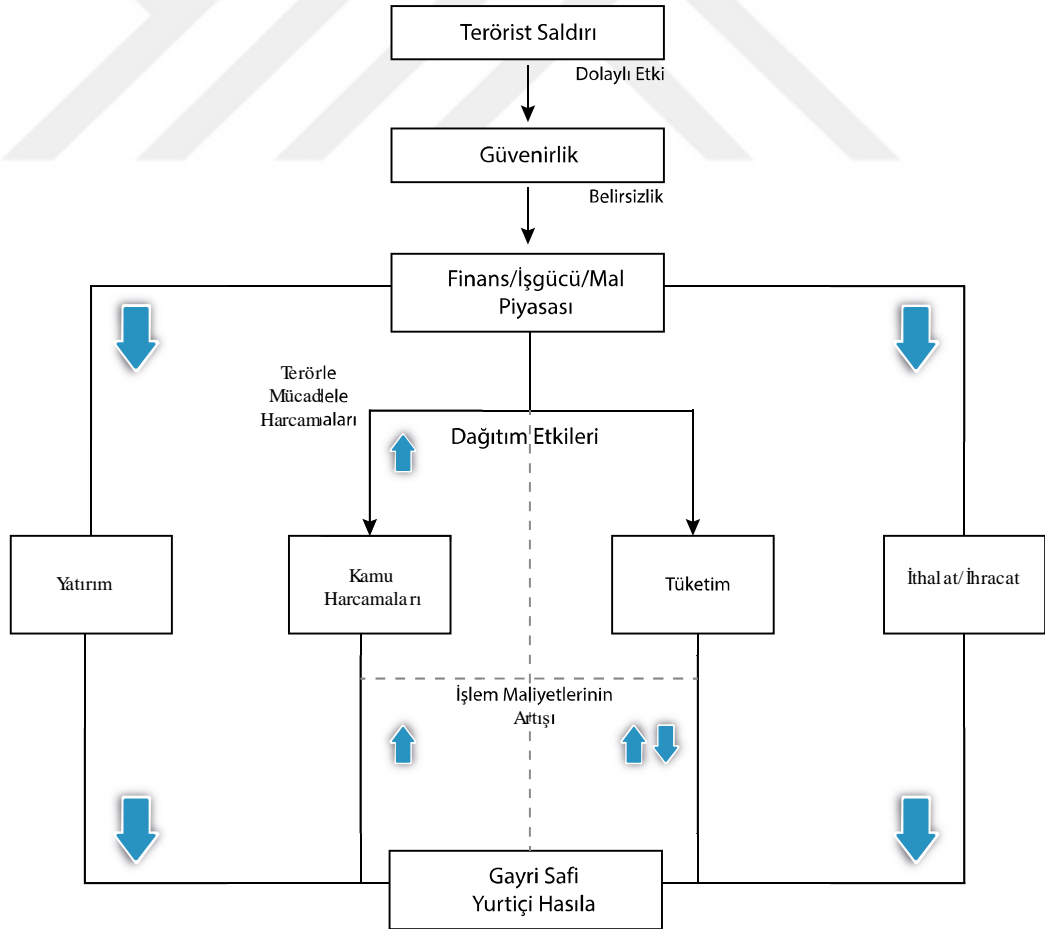 Terörist Saldırı
Dolaylı Etki
Güvenirlik
Belirsizlik
Finans/İşgücü/Mal
Piyasası
Terörle
Mücadele
Harcamaları
Dağıtım Etkileri
Yatırım
Kamu
Harcamaları
Tüketim
İthalat/İhracat
İşlem Maliyetlerinin
Artışı
Gayri Safi
Yurtiçi Hasıla